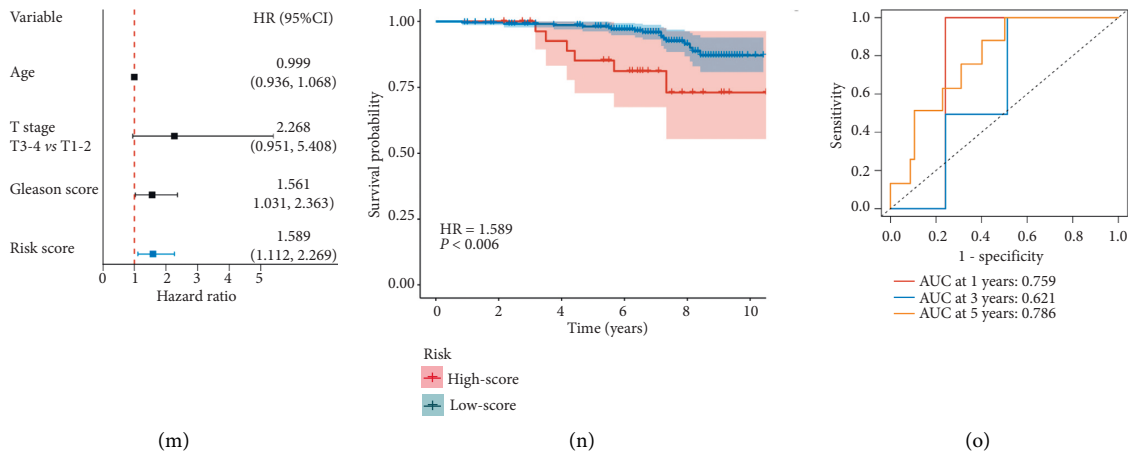 Variable HR (95%CI)
Age 0.999
(0.936, 1.068)
T stage 2.268
T3-4 vs T1-2 (0.951, 5.408)
Gleason score 1.561
1.031, 2.363)
Risk score 1.589
(1.112, 2.269)
0 1 2 3 4 5
Hazard ratio
(m)
Survival probability
1.00
0.75
0.50
0.25
0.00
HR = 1.589
P < 0.006
0 2 4 6 8 10
Time (years)
Risk
High-score
Low-score
(n)
Sensitivity
1.0
0.8
0.6
0.4
0.2
0.0
0.0 0.2 0.4 0.6 0.8 1.0
1 - specificity
AUC at 1 years: 0.759
AUC at 3 years: 0.621
AUC at 5 years: 0.786
(o)